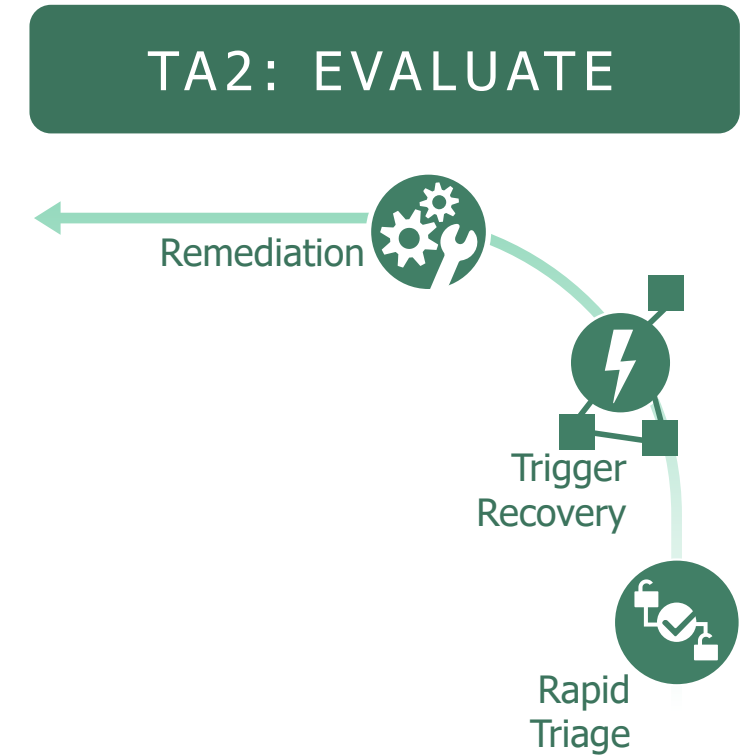 TA2: EVALUATE
Remediation
Trigger
Recovery
Rapid
Triage